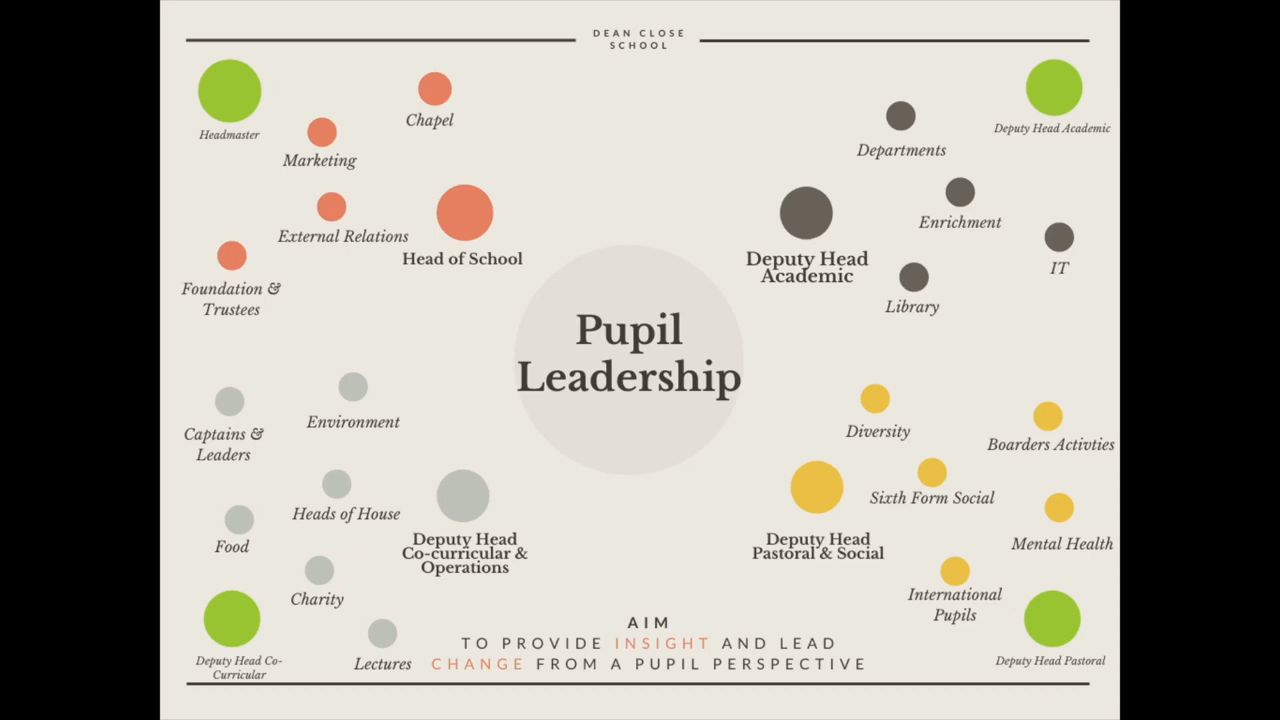 DEAN CLOSE
SCHOOL
Headmaster
Marketing
Chapel
External Relations
Foundation &
Trustees
Head of School
Departments
Deputy Head Academic
Enrichment
IT
Library
Deputy Head
Academic
Pupil
Leadership
Captains &
Leaders
Environment
Heads of House
Food
Charity
Deputy Head
Co-curricular &
Operations
Deputy Head Co-
Curricular
Lectures
Diversity
Boarders Activties
Sixth Form Social
Mental Health
Deputy Head
Pastoral & Social
International
Pupils
Deputy Head Pastoral
AIM
TO PROVIDE INSIGHT AND LEAD
CHANGE FROM A PUPIL PERSPECTIVE